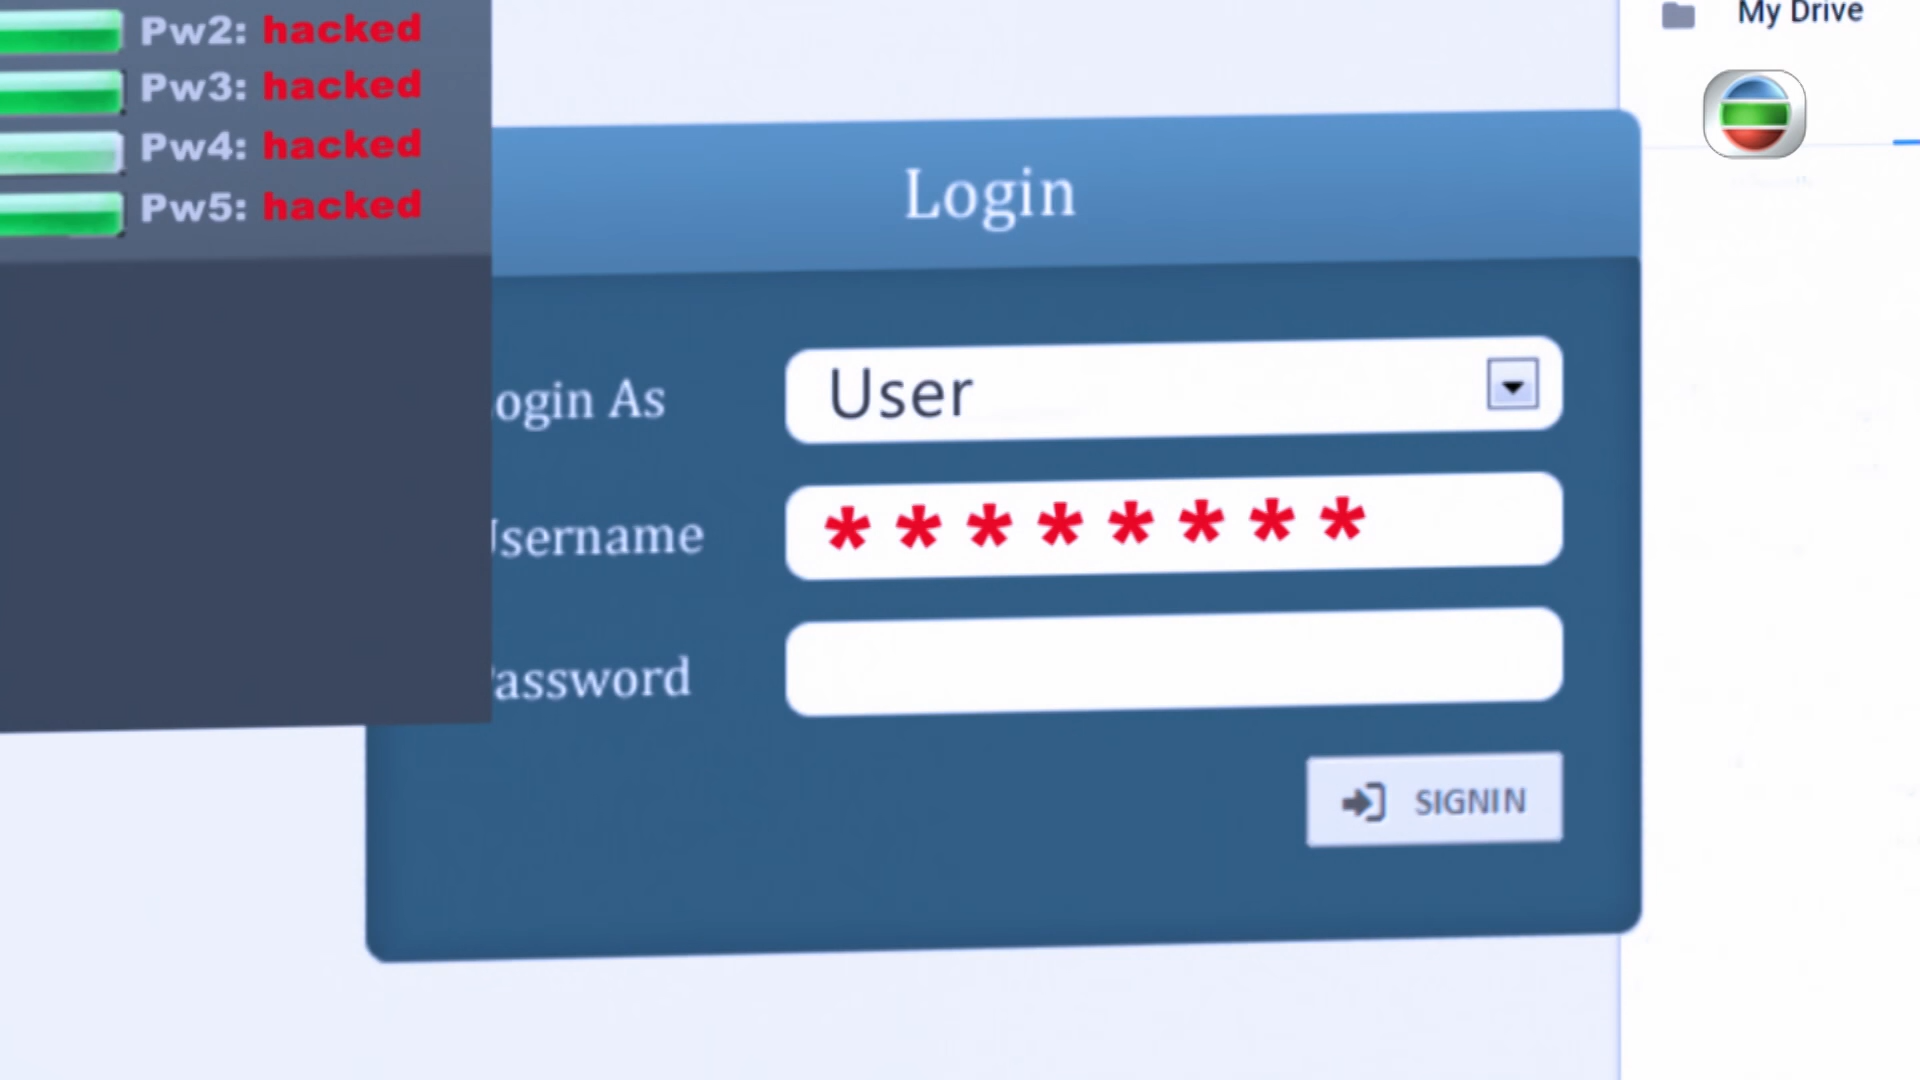 Pw2: hacked
Pw3: hacked
Pw4: hacked
Pw5: hacked
My Drive
Login
ogin As
User
sername
********
assword
SIGNIN